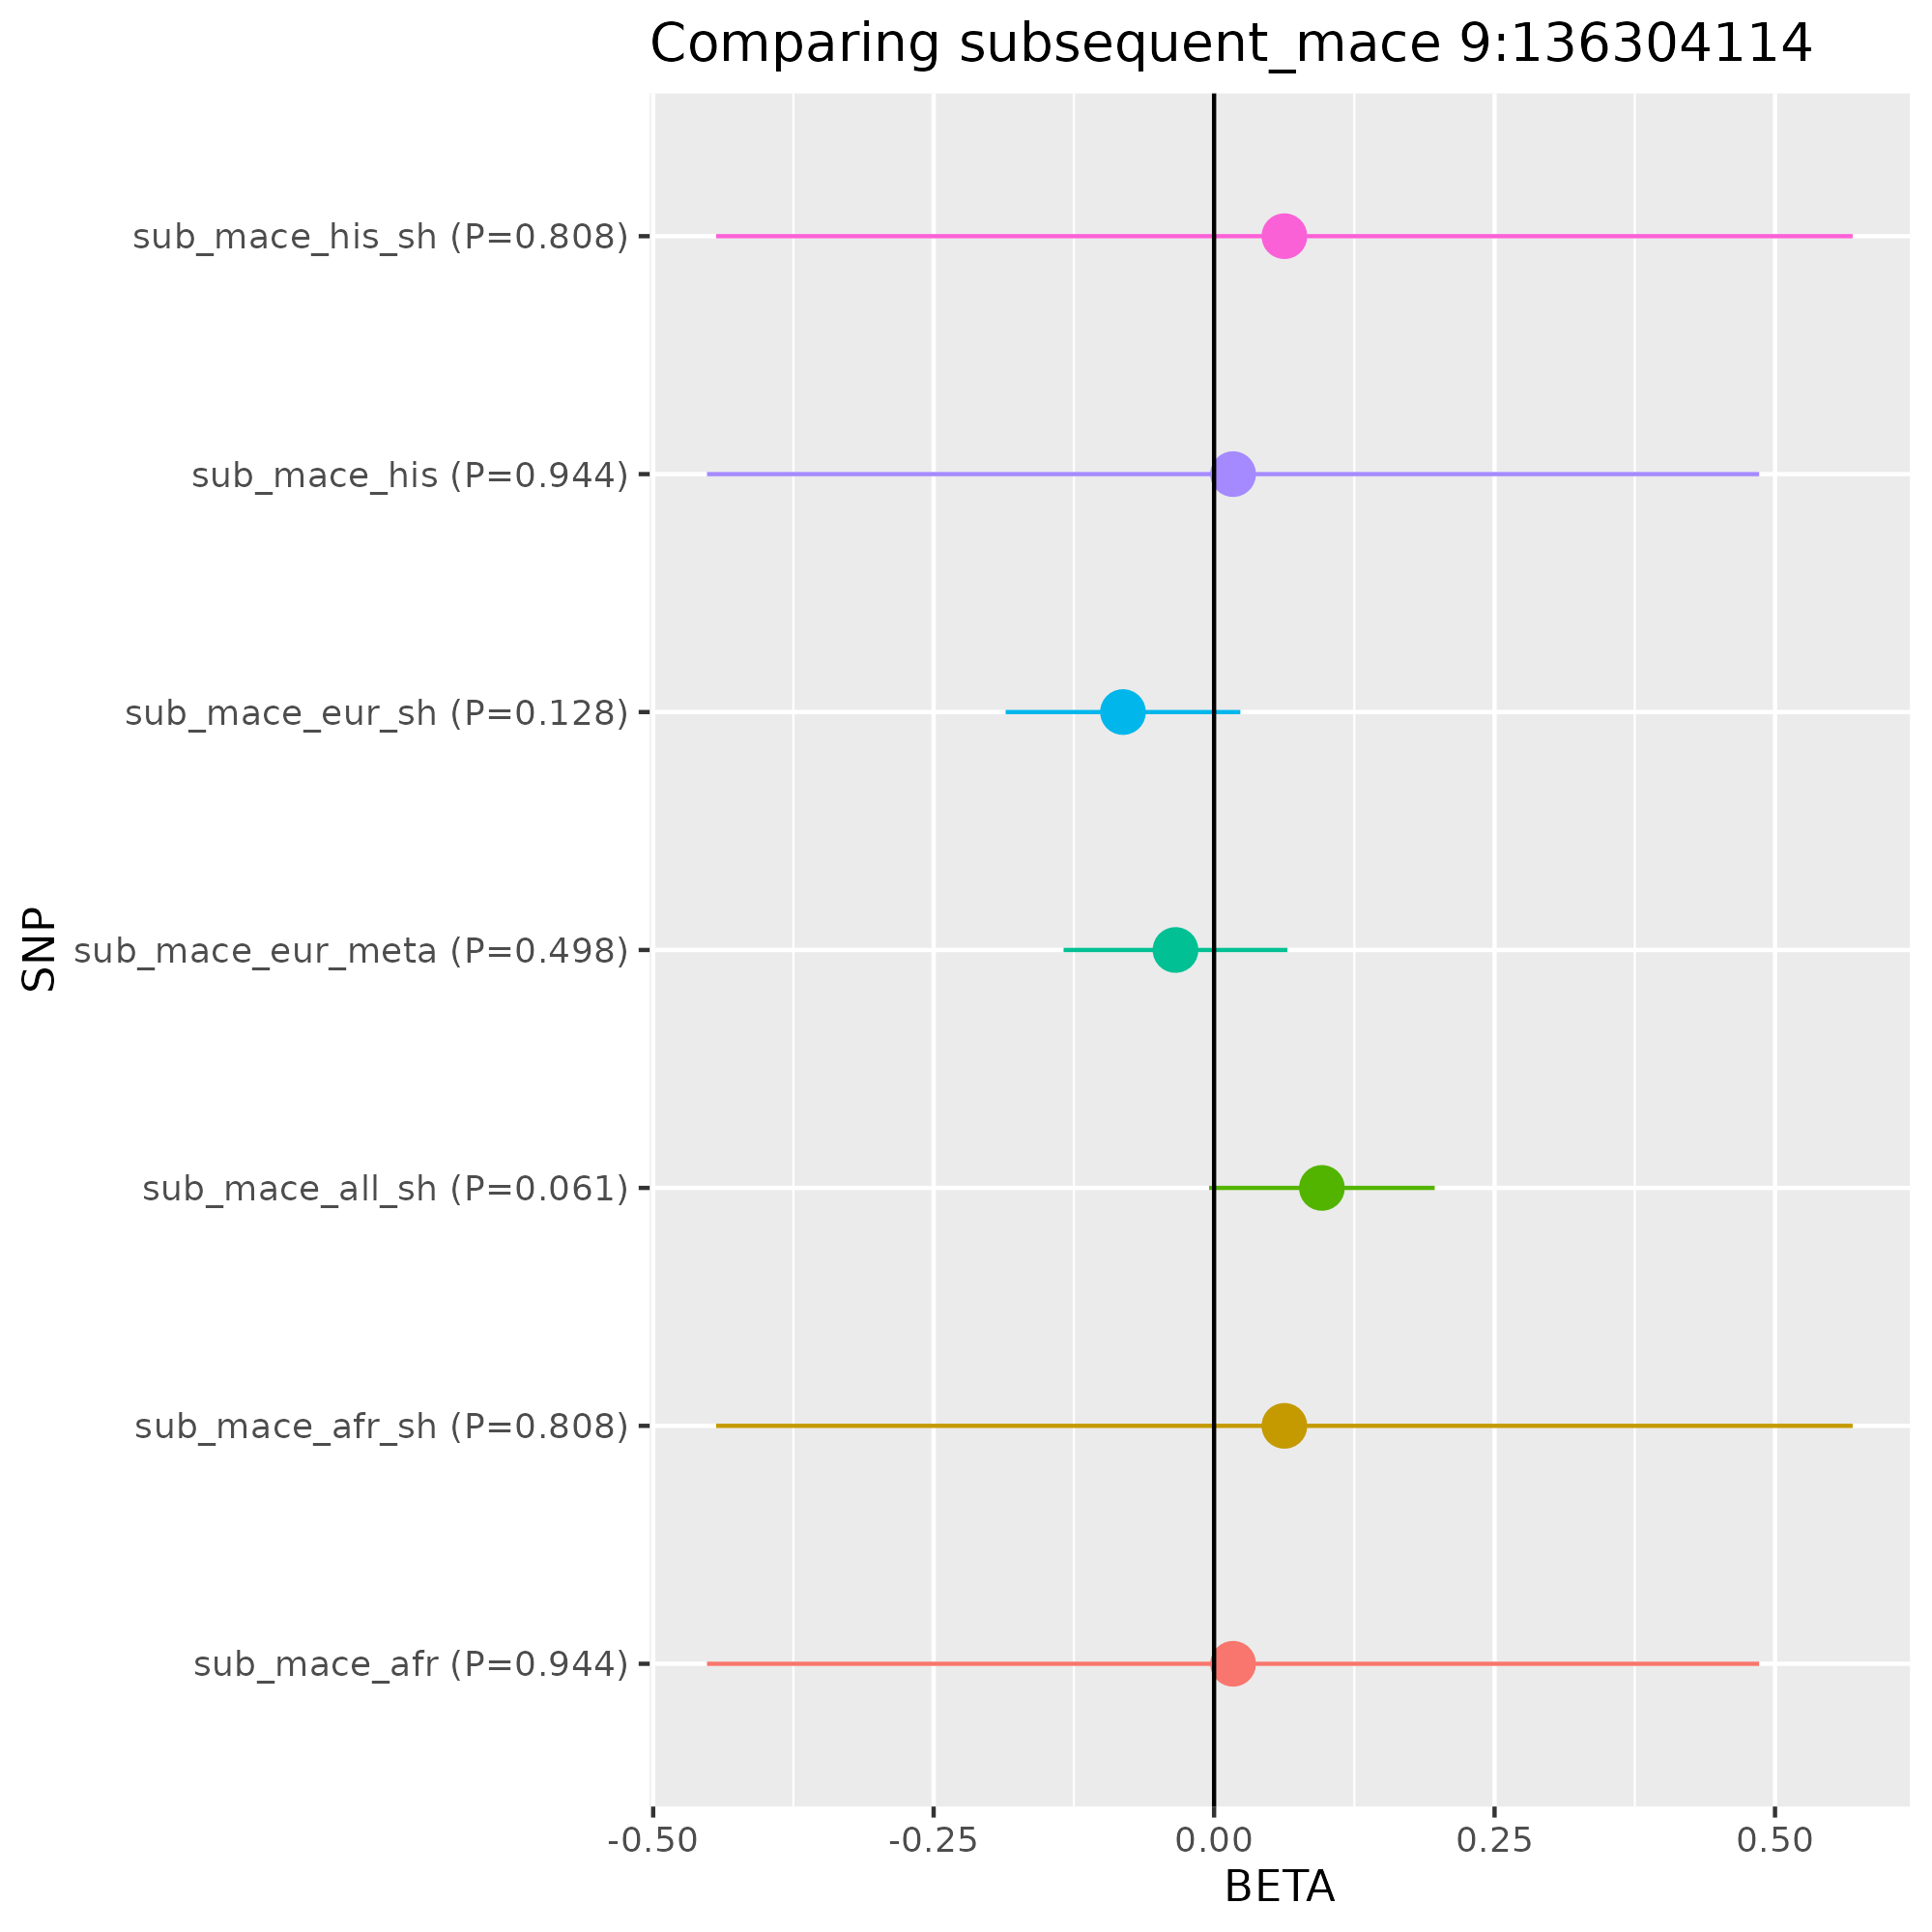 Comparing subsequent_mace 9:136304114
sub_mace_his_sh (P=0.808)
sub_mace_his (P=0.944)
sub_mace_eur_sh (P=0.128)
sub_mace_eur_meta (P=0.498)
sub_mace_all_sh (P=0.061)
sub_mace_afr_sh (P=0.808)
sub_mace_afr (P=0.944)
SNP
-0.50 -0.25 0.00 0.25 0.50
BETA